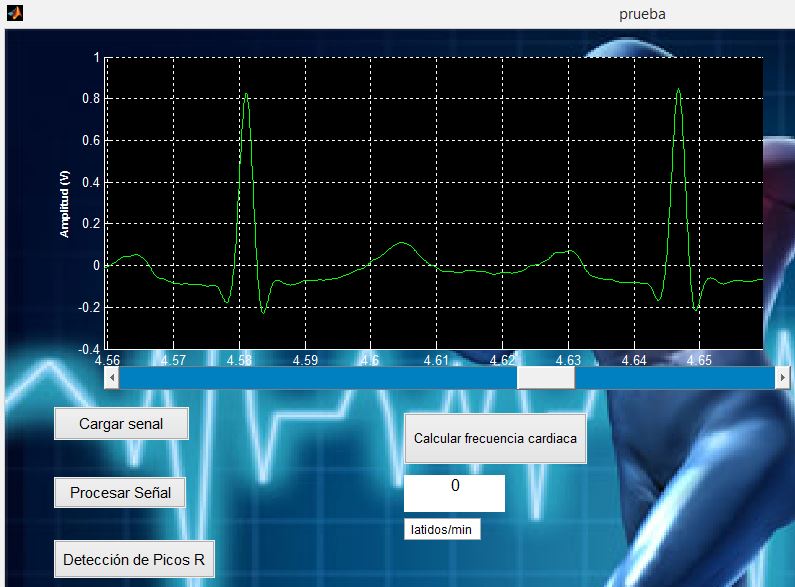 prueba
1
0.8
0.6
0.4
0.2
0
-0.2
-0.4
Amplitud (V)
4.56 4.57 4.58 4.59 4.6 4.61 4.62 4.63 4.64 4.65
Cargar senal
Calcular frecuencia cardiaca
Procesar Señal
0
latidos/min
Detección de Picos R